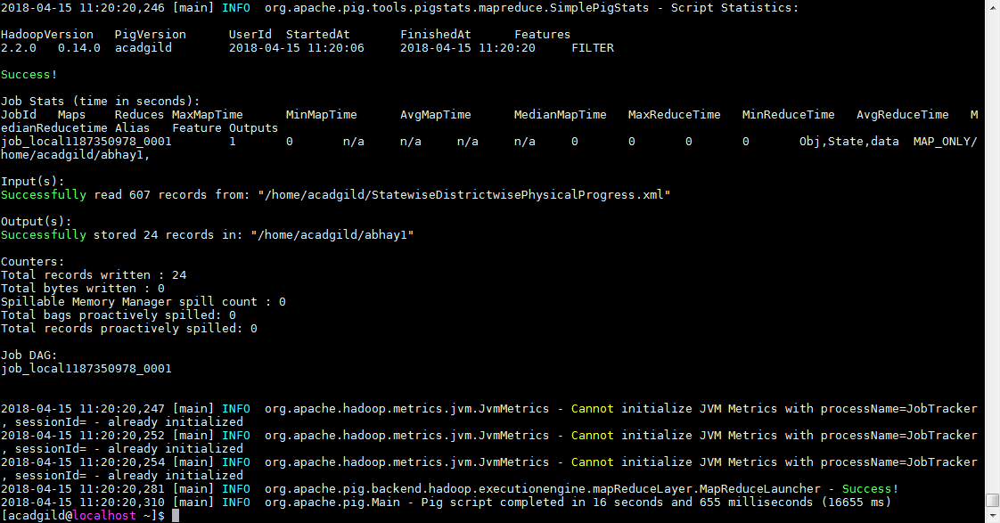 2018-04-15 11:20:20,246 [main] INFO  org.apache.pig.tools.pigstats.mapreduce.SimplePigStats - Script Statistics:

HadoopVersion   PigVersion      UserId  StartedAt       FinishedAt      Features
2.2.0   0.14.0  acadgild        2018-04-15 11:20:06     2018-04-15 11:20:20     FILTER

Success!

Job Stats (time in seconds):
JobId   Maps    Reduces MaxMapTime      MinMapTime      AvgMapTime      MedianMapTime   MaxReduceTime   MinReduceTime   AvgReduceTime   M
edianReducetime Alias   Feature Outputs
job_local1187350978_0001        1       0       n/a     n/a     n/a     n/a     0       0       0       0       Obj,State,data  MAP_ONLY/
home/acadgild/abhay1,

Input(s):
Successfully read 607 records from: "/home/acadgild/StatewiseDistrictwisePhysicalProgress.xml"

Output(s):
Successfully stored 24 records in: "/home/acadgild/abhay1"

Counters:
Total records written : 24
Total bytes written : 0
Spillable Memory Manager spill count : 0
Total bags proactively spilled: 0
Total records proactively spilled: 0

Job DAG:
job_local1187350978_0001

2018-04-15 11:20:20,247 [main] INFO  org.apache.hadoop.metrics.jvm.JvmMetrics - Cannot initialize JVM Metrics with processName=JobTracker
, sessionId= - already initialized
2018-04-15 11:20:20,252 [main] INFO  org.apache.hadoop.metrics.jvm.JvmMetrics - Cannot initialize JVM Metrics with processName=JobTracker
, sessionId= - already initialized
2018-04-15 11:20:20,254 [main] INFO  org.apache.hadoop.metrics.jvm.JvmMetrics - Cannot initialize JVM Metrics with processName=JobTracker
, sessionId= - already initialized
2018-04-15 11:20:20,281 [main] INFO  org.apache.pig.backend.hadoop.executionengine.mapReduceLayer.MapReduceLauncher - Success!
2018-04-15 11:20:20,310 [main] INFO  org.apache.pig.Main - Pig script completed in 16 seconds and 655 milliseconds (16655 ms)
[acadgild@localhost ~]$